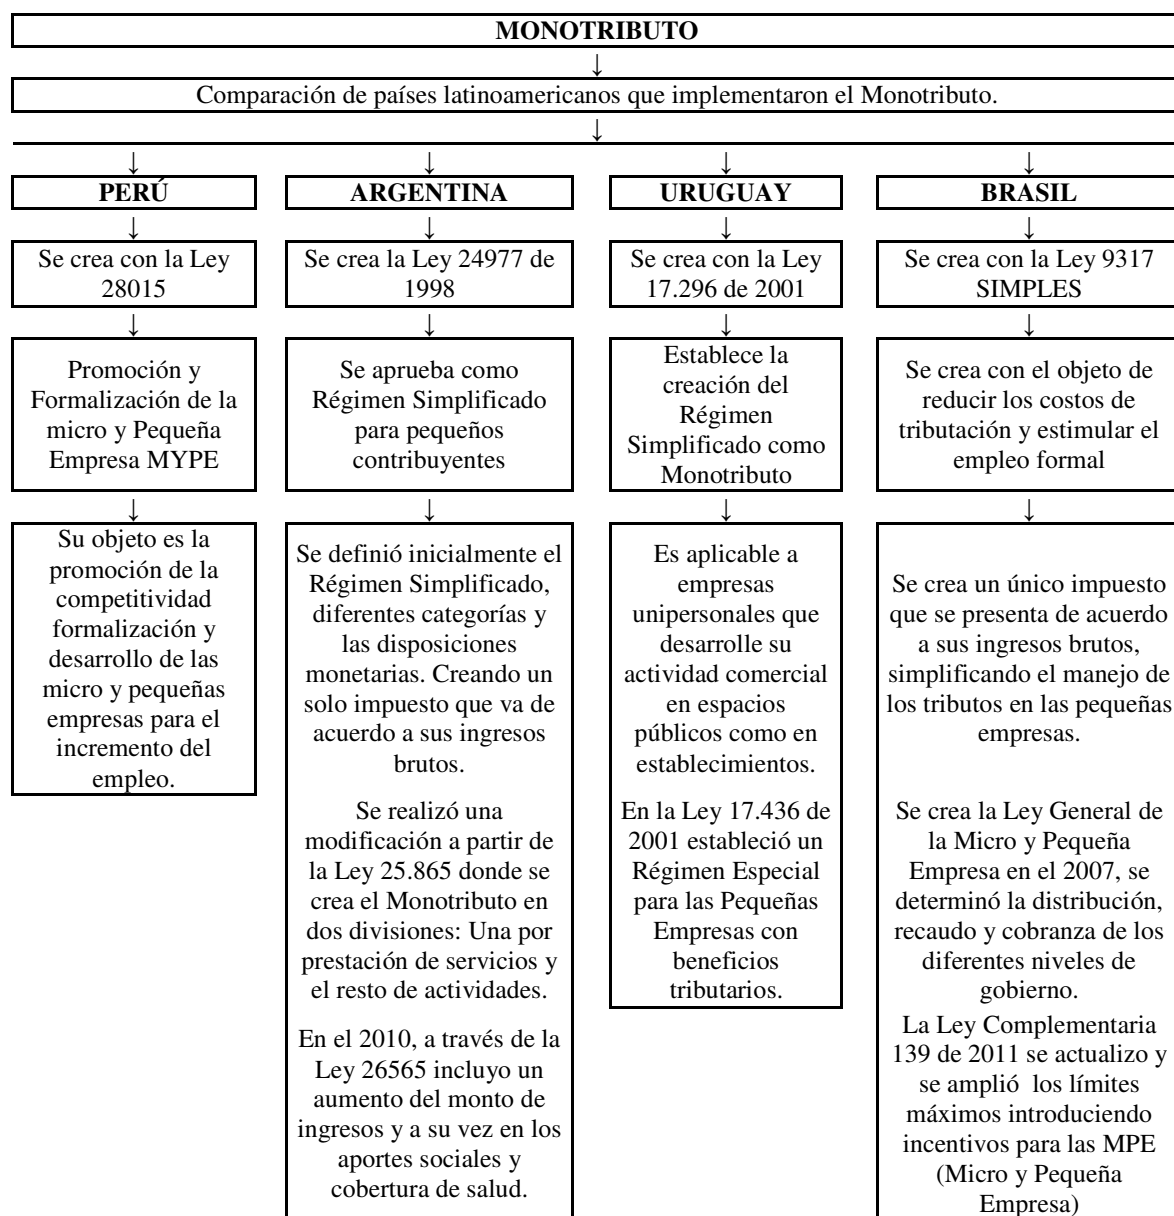 MONOTRIBUTO
↓
Comparación de países latinoamericanos que implementaron el Monotributo.
↓
↓
PERÚ
↓
Se crea con la Ley
28015
↓
Promoción y
Formalización de la
micro y Pequeña
Empresa MYPE
↓
Su objeto es la
promoción de la
competitividad
formalización y
desarrollo de las
micro y pequeñas
empresas para el
incremento del
empleo.
↓
ARGENTINA
↓
Se crea la Ley 24977 de
1998
↓
Se aprueba como
Régimen Simplificado
para pequeños
contribuyentes
↓
Se definió inicialmente el
Régimen Simplificado,
diferentes categorías y
las disposiciones
monetarias. Creando un
solo impuesto que va de
acuerdo a sus ingresos
brutos.
Se realizó una
modificación a partir de
la Ley 25.865 donde se
crea el Monotributo en
dos divisiones: Una por
prestación de servicios y
el resto de actividades.
En el 2010, a través de la
Ley 26565 incluyo un
aumento del monto de
ingresos y a su vez en los
aportes sociales y
cobertura de salud.
↓
URUGUAY
↓
Se crea con la Ley
17.296 de 2001
↓
Establece la
creación del
Régimen
Simplificado como
Monotributo
↓
Es aplicable a
empresas
unipersonales que
desarrolle su
actividad comercial
en espacios
públicos como en
establecimientos.
En la Ley 17.436 de
2001 estableció un
Régimen Especial
para las Pequeñas
Empresas con
beneficios
tributarios.
↓
BRASIL
↓
Se crea con la Ley 9317
SIMPLES
↓
Se crea con el objeto de
reducir los costos de
tributación y estimular el
empleo formal
↓
Se crea un único impuesto
que se presenta de acuerdo
a sus ingresos brutos,
simplificando el manejo de
los tributos en las pequeñas
empresas.
Se crea la Ley General de
la Micro y Pequeña
Empresa en el 2007, se
determinó la distribución,
recaudo y cobranza de los
diferentes niveles de
gobierno.
La Ley Complementaria
139 de 2011 se actualizo y
se amplió los límites
máximos introduciendo
incentivos para las MPE
(Micro y Pequeña
Empresa)